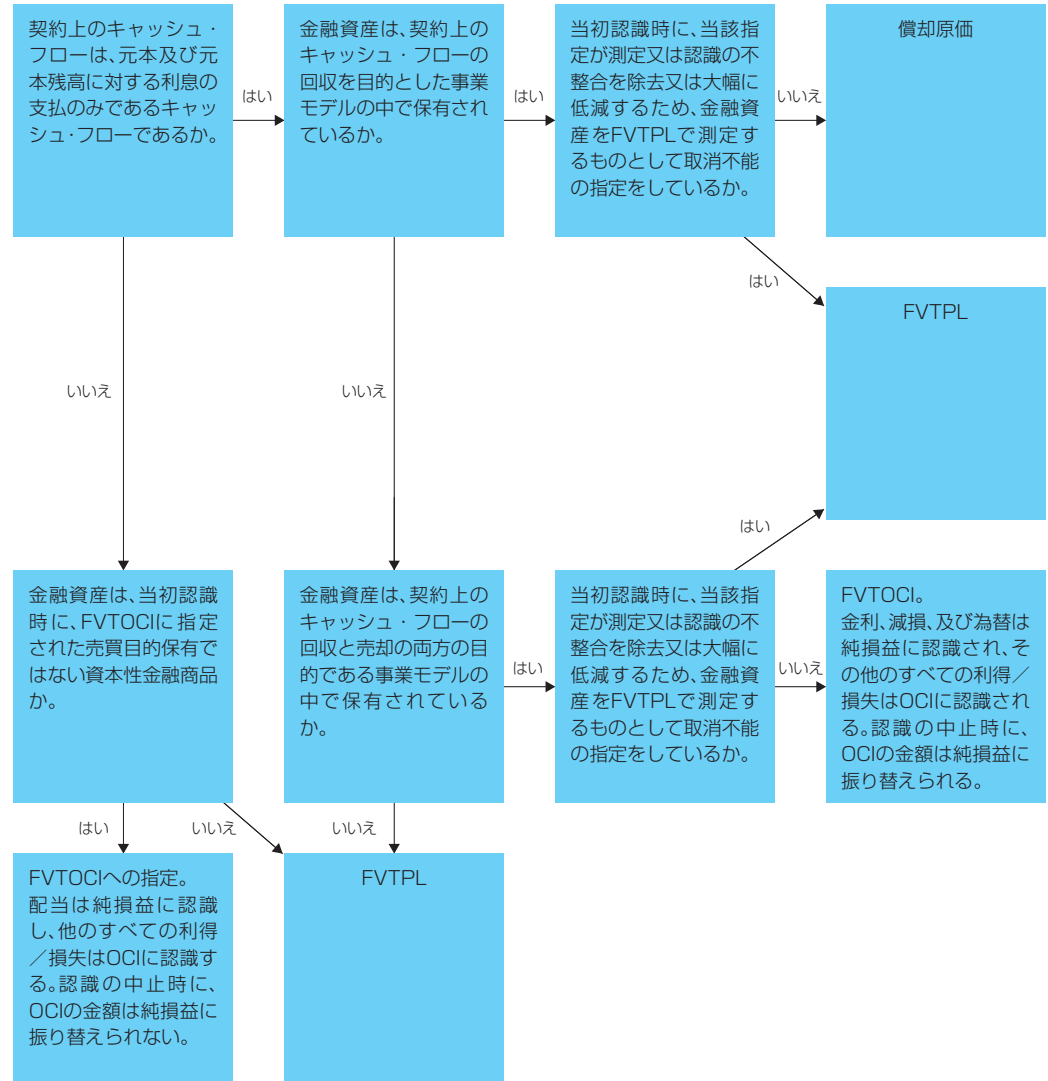 契約上のキャッシュ・
フローは、元本及び元
本残高に対する利息の
支払のみであるキャッ
シュ・フローであるか。
はい
金融資産は、契約上の
キャッシュ・フローの
回収を目的とした事業
モデルの中で保有され
ているか。
はい
当初認識時に、当該指
定が測定又は認識の不
整合を除去又は大幅に
低減するため、金融資
産をFVTPLで測定す
るものとして取消不能
の指定をしているか。
いいえ
償却原価
はい
FVTPL
いいえ
いいえ
はい
金融資産は、当初認識
時に、FVTOCIに指定
された売買目的保有で
はない資本性金融商品
か。
金融資産は、契約上の
キャッシュ・フローの
回収と売却の両方の目
的である事業モデルの
中で保有されている
か。
はい
当初認識時に、当該指
定が測定又は認識の不
整合を除去又は大幅に
低減するため、金融資
産をFVTPLで測定す
るものとして取消不能
の指定をしているか。
いいえ
FVTOCI。
金利、減損、及び為替は
純損益に認識され、そ
の他のすべての利得/
損失はOCIに認識され
る。認識の中止時に、
OCIの金額は純損益に
振り替えられる。
はい
いいえ
いいえ
FVTOCIへの指定。
配当は純損益に認識
し、他のすべての利得
/損失はOCIに認識す
る。認識の中止時に、
OCIの金額は純損益に
振り替えられない。
FVTPL